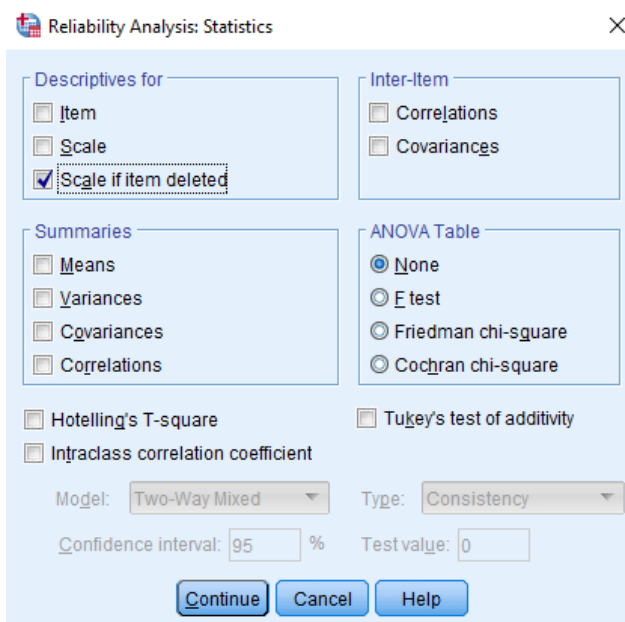 Reliability Analysis: Statistics
Descriptives for
Item
Scale
Scale if item deleted
Inter-Item
Correlations
Covariances
Summaries
Means
Variances
Covariances
Correlations
ANOVA Table
None
F test
Friedman chi-square
Cochran chi-square
Hotelling's T-square
Tukey's test of additivity
Intraclass correlation coefficient
Model: Two-Way Mixed Type: Consistency
Confidence interval: 95 % Test value: 0
Continue Cancel Help